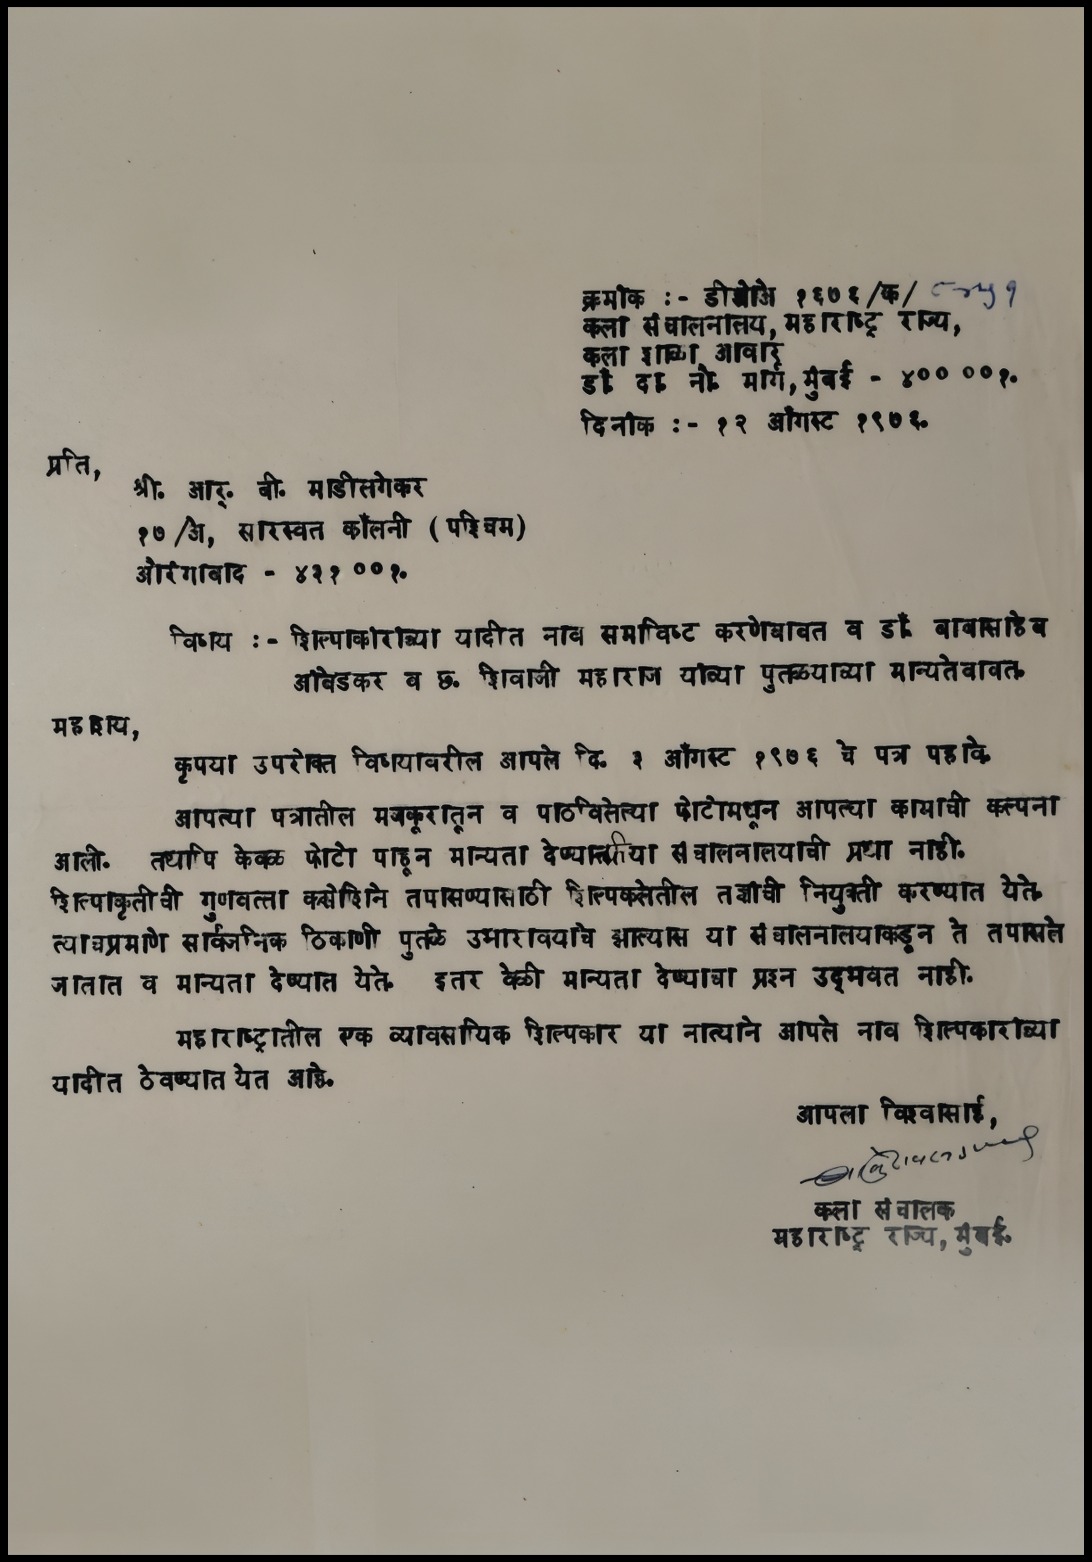 क्रमांक :- डीओअे १६७६/क/
कला संचालनालय, महाराष्ट्र राज्य,
कला शाळा आवार
डॉ. दा. नौ. मार्ग, मुंबई - ४०० ००१.
दिनांक :- १२ ऑगस्ट १९७६.
प्रति,
श्री. आर्. बी. माडीलगेकर
१७/अे, सारस्वत कॉलनी (पश्चिम)
औरंगाबाद - ४३१ ००१.
विषय :- शिल्पाकारांच्या यादीत नाव समाविष्ट करणेबाबत व डॉ. बाबासाहेब
आंबेडकर व छ. शिवाजी महाराज यांच्या पुतळ्याच्या मान्यतेबाबत.
महाशय,
कृपया उपरोक्त विषयावरील आपले दि. ३ ऑगस्ट १९७६ चे पत्र पहावे.
आपल्या पत्रातील मजकूरातून व पाठविलेल्या फोटोमधून आपल्या कामाची कल्पना
आली. तथापि केवळ फोटो पाहून मान्यता देण्याची या संचालनालयाची प्रथा नाही.
शिल्पाकृतीची गुणवत्ता कसोशिने तपासण्यासाठी शिल्पकलेतील तज्ञांची नियुक्ती करण्यात येते.
त्याचप्रमाणे सार्वजनिक ठिकाणी पुतळे उभारावयाचे झाल्यास या संचालनालयाकडून ते तपासले
जातात व मान्यता देण्यात येते. इतर वेळी मान्यता देण्याचा प्रश्न उद्‌भवत नाही.
महाराष्ट्रातील एक व्यावसायिक शिल्पकार या नात्याने आपले नाव शिल्पकारांच्या
यादीत ठेवण्यात येत आहे.
आपला विश्वासार्ह,
कला संचालक
महाराष्ट्र राज्य, मुंबई.